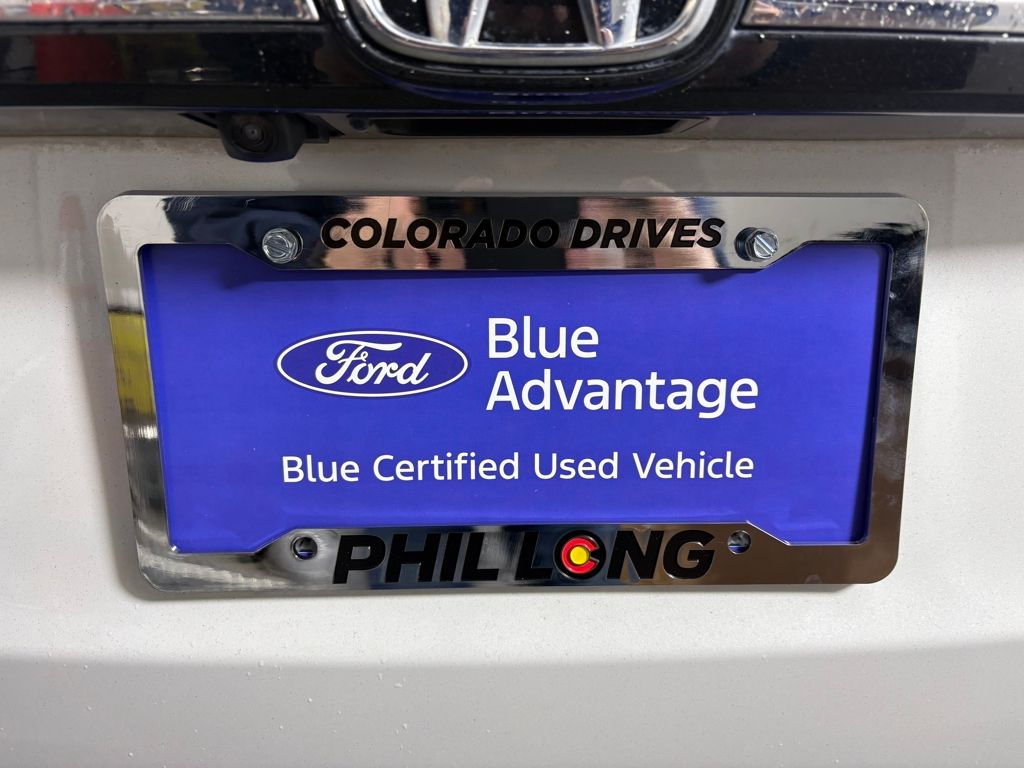 COLORADO DRIVES
Ford
Blue
Advantage
Blue Certified Used Vehicle
PHIL LONG